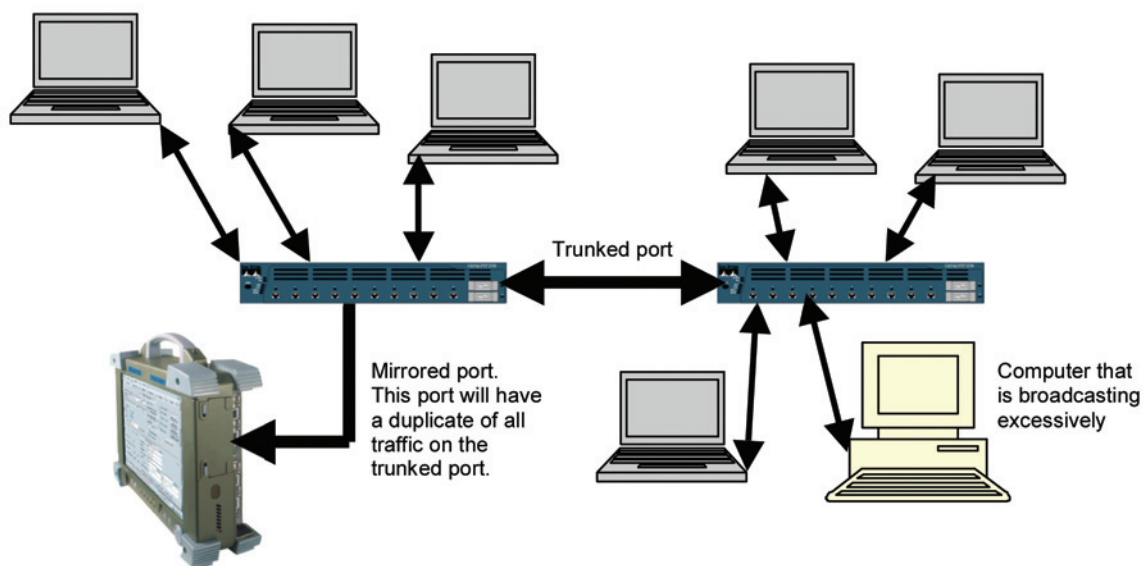 Trunked port
Mirrored port.
This port will have
a duplicate of all
traffic on the
trunked port.
Computer that
is broadcasting
excessively